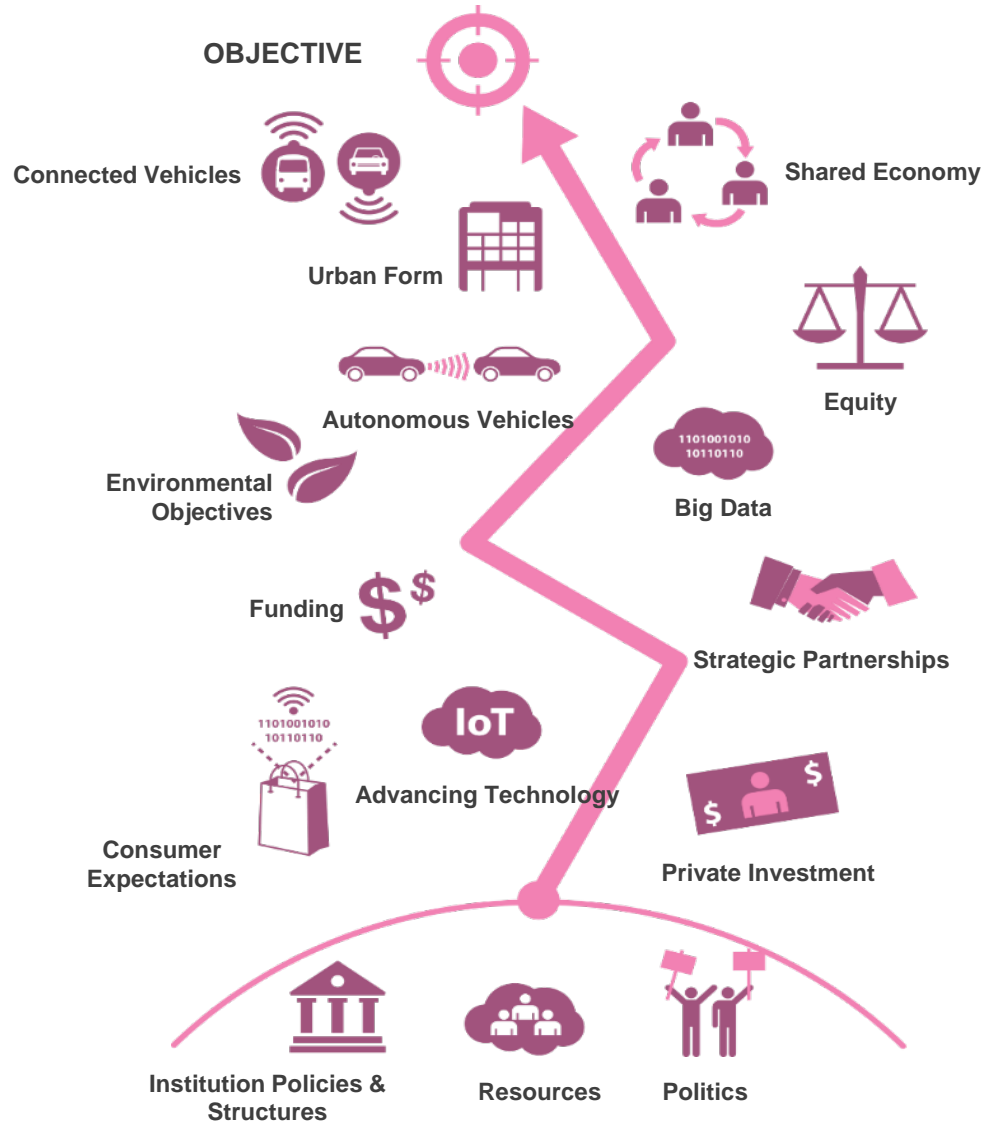 OBJECTIVE
Connected Vehicles
Shared Economy
Urban Form
Equity
Autonomous Vehicles
1101001010
10110110
Big Data
Environmental
Objectives
Funding
$ $
Strategic Partnerships
1101001010
10110110
IoT
Advancing Technology
$
$
Consumer
Expectations
Private Investment
Institution Policies &
Structures
Resources
Politics